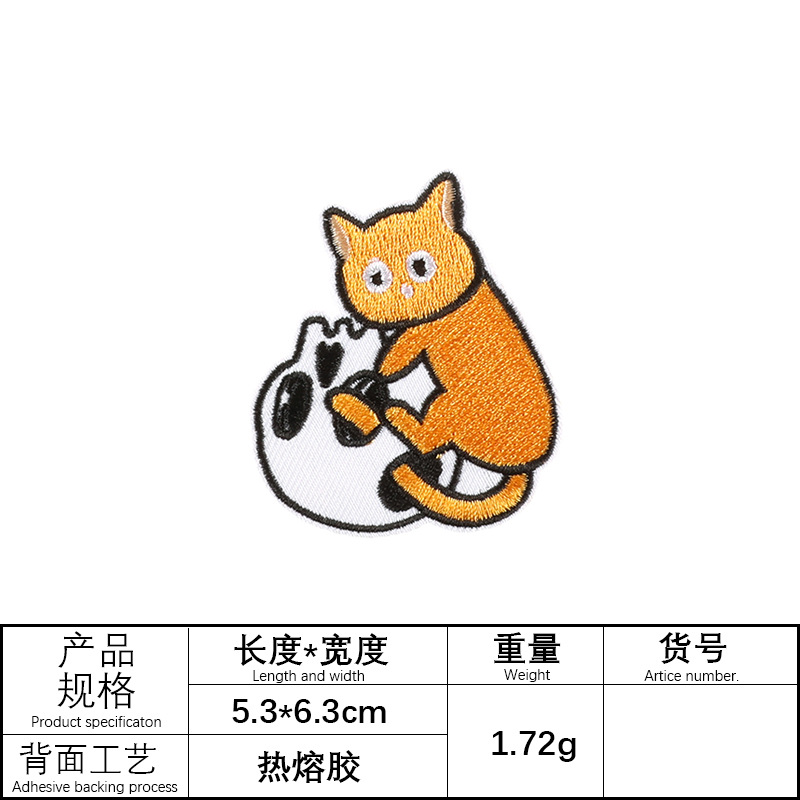 产品
规格
Product specificaton
长度*宽度
Length and width
重量
Weight
货号
Artice number.
5.3*6.3cm
1.72g
背面工艺
Adhesive backing process
热熔胶